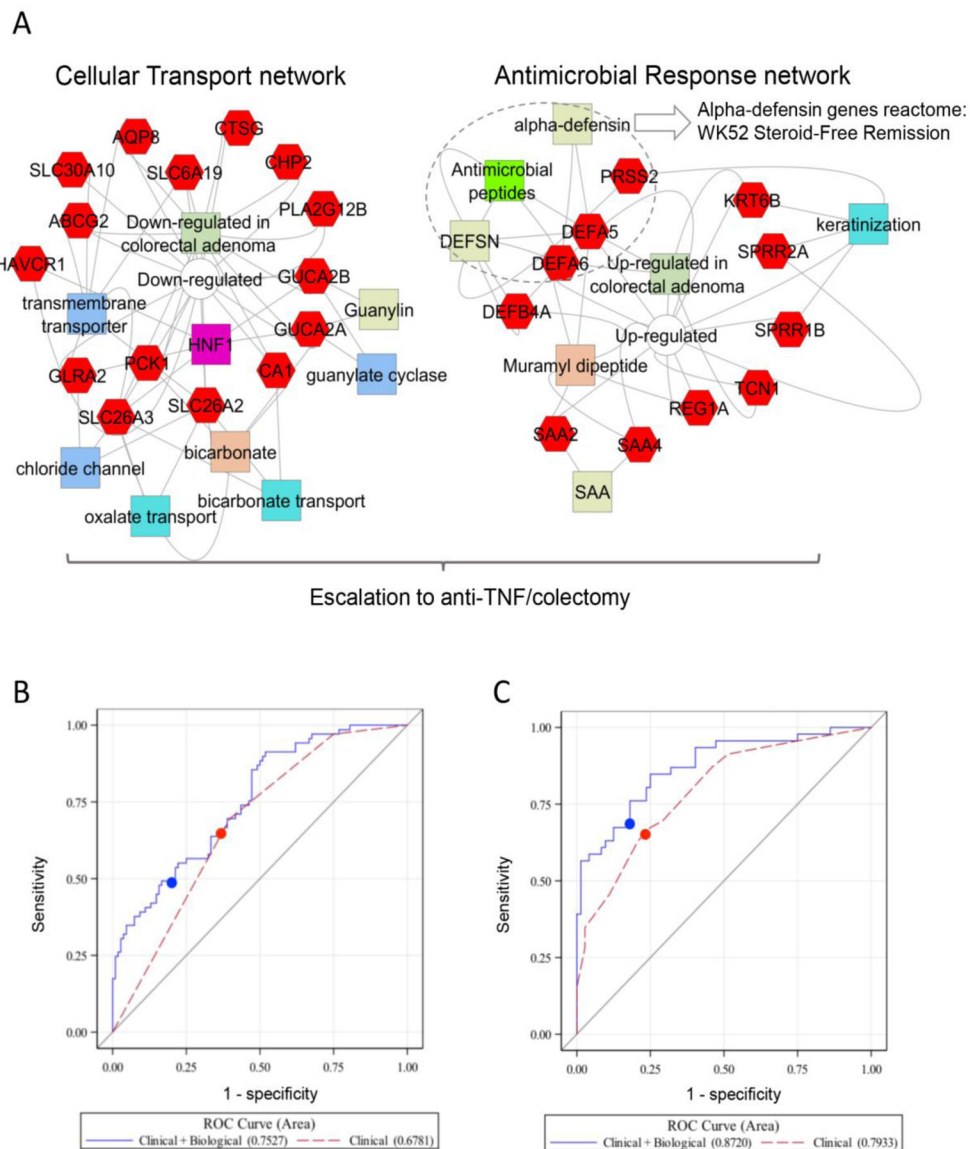 A
Cellular Transport network
Antimicrobial Response network
AQP8
CTSG
SLC30A10
SLC6A19
CHP2
ABCG2
PLA2G12B
Down-regulated in
colorectal adenoma
HAVCR1
Down-regulated
GUCA2B
transmembrane
transporter
Guanylin
HNF1
GUCA2A
GLRA2
PCK1
CA1
guanylate cyclase
SLC26A3
SLC26A2
chloride channel
bicarbonate
oxalate transport
bicarbonate transport
alpha-defensin
Alpha-defensin genes reactome:
WK52 Steroid-Free Remission
Antimicrobial
peptides
PRSS2
KRT6B
keratinization
DEFSN
DEFA5
SPRR2A
DEFA6
Up-regulated in
colorectal adenoma
DEFB4A
Up-regulated
SPRR1B
Muramyl dipeptide
TCN1
REG1A
SAA2
SAA4
SAA
Escalation to anti-TNF/colectomy
B
1.00
0.75
0.50
0.25
0.00
Sensitivity
0.00 0.25 0.50 0.75 1.00
1 - specificity
ROC Curve (Area)
Clinical + Biological (0.7527) Clinical (0.6781)
C
1.00
0.75
0.50
0.25
0.00
Sensitivity
0.00 0.25 0.50 0.75 1.00
1 - specificity
ROC Curve (Area)
Clinical + Biological (0.8720) Clinical (0.7933)